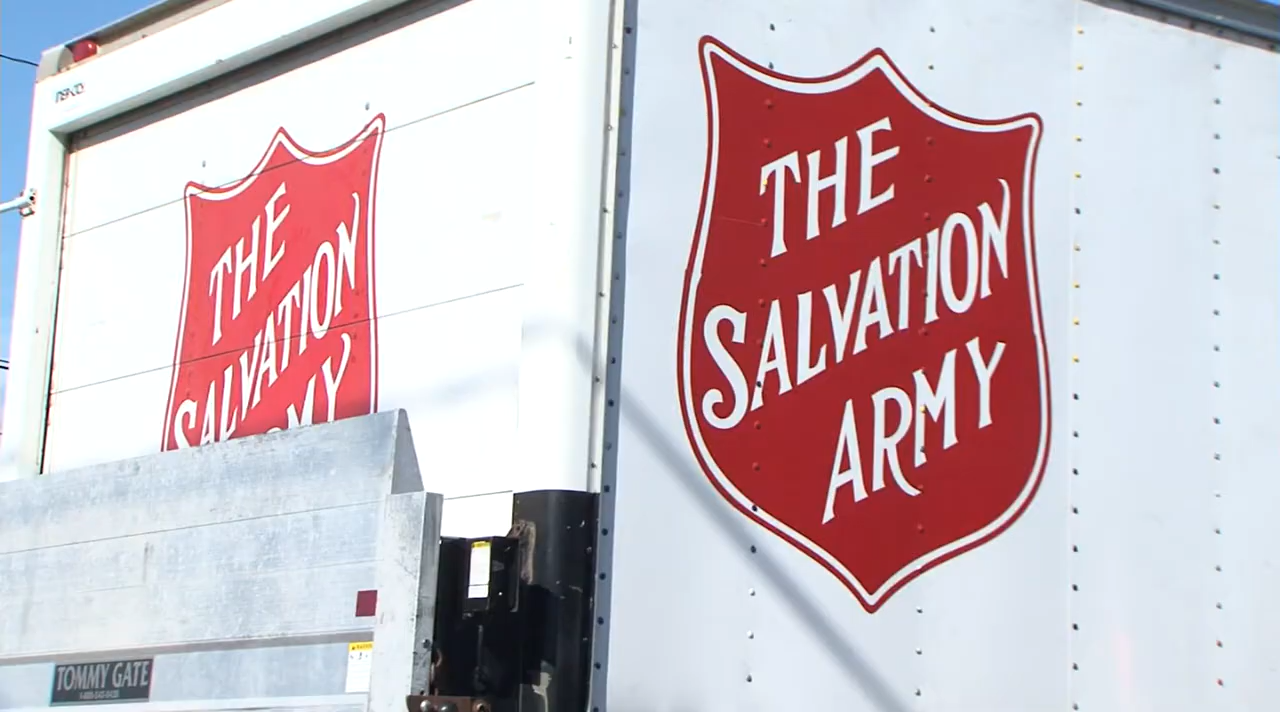 THE
SALVATION
ARMY
THE
SALVATION
ARMY
TOMMY GATE